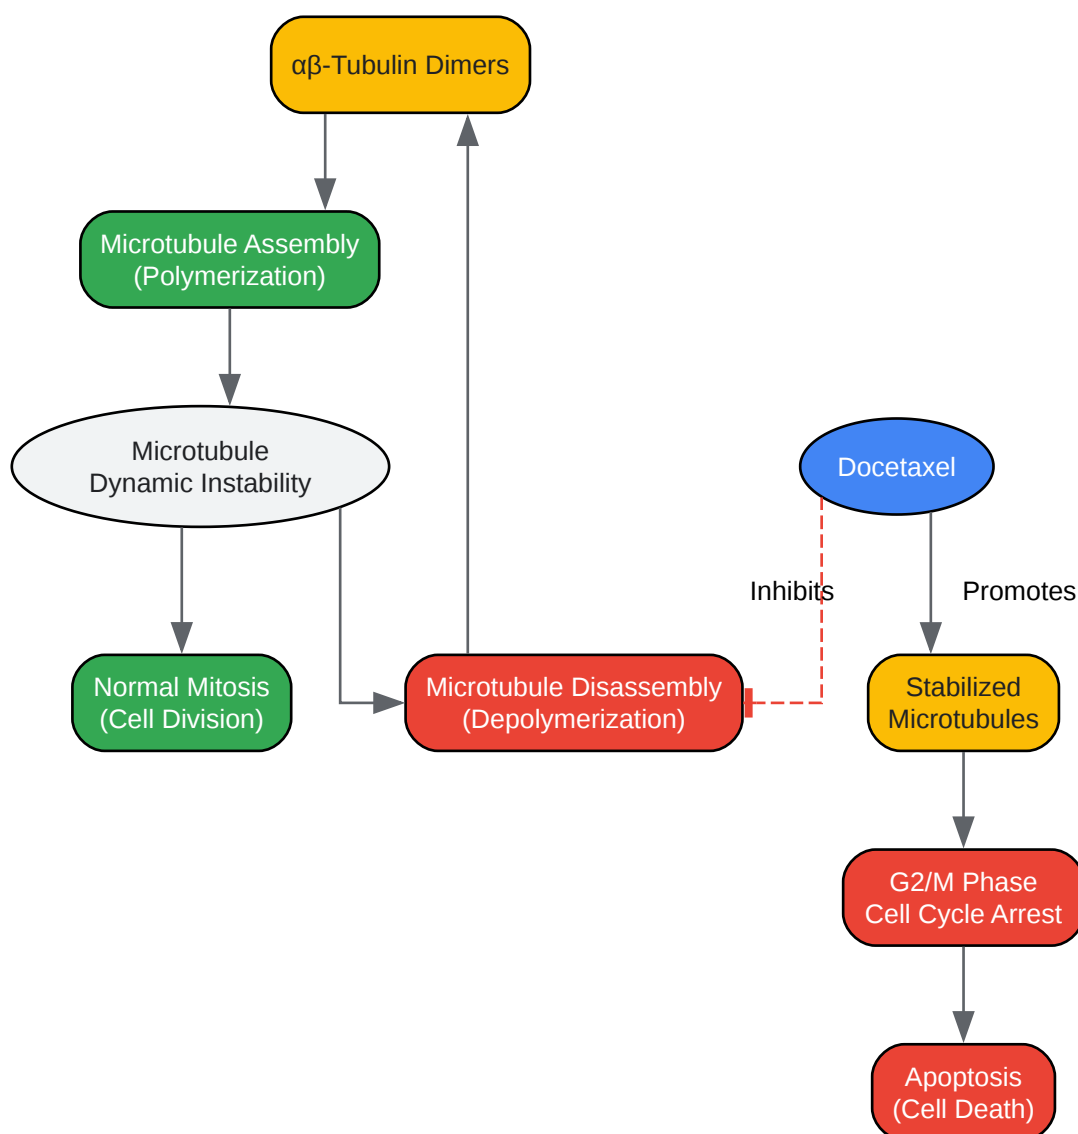 αβ-Tubulin Dimers
Microtubule Assembly
(Polymerization)
Microtubule
Dynamic Instability
Docetaxel
Inhibits
Promotes
Normal Mitosis
(Cell Division)
Microtubule Disassembly
(Depolymerization)
Stabilized
Microtubules
G2/M Phase
Cell Cycle Arrest
Apoptosis
(Cell Death)